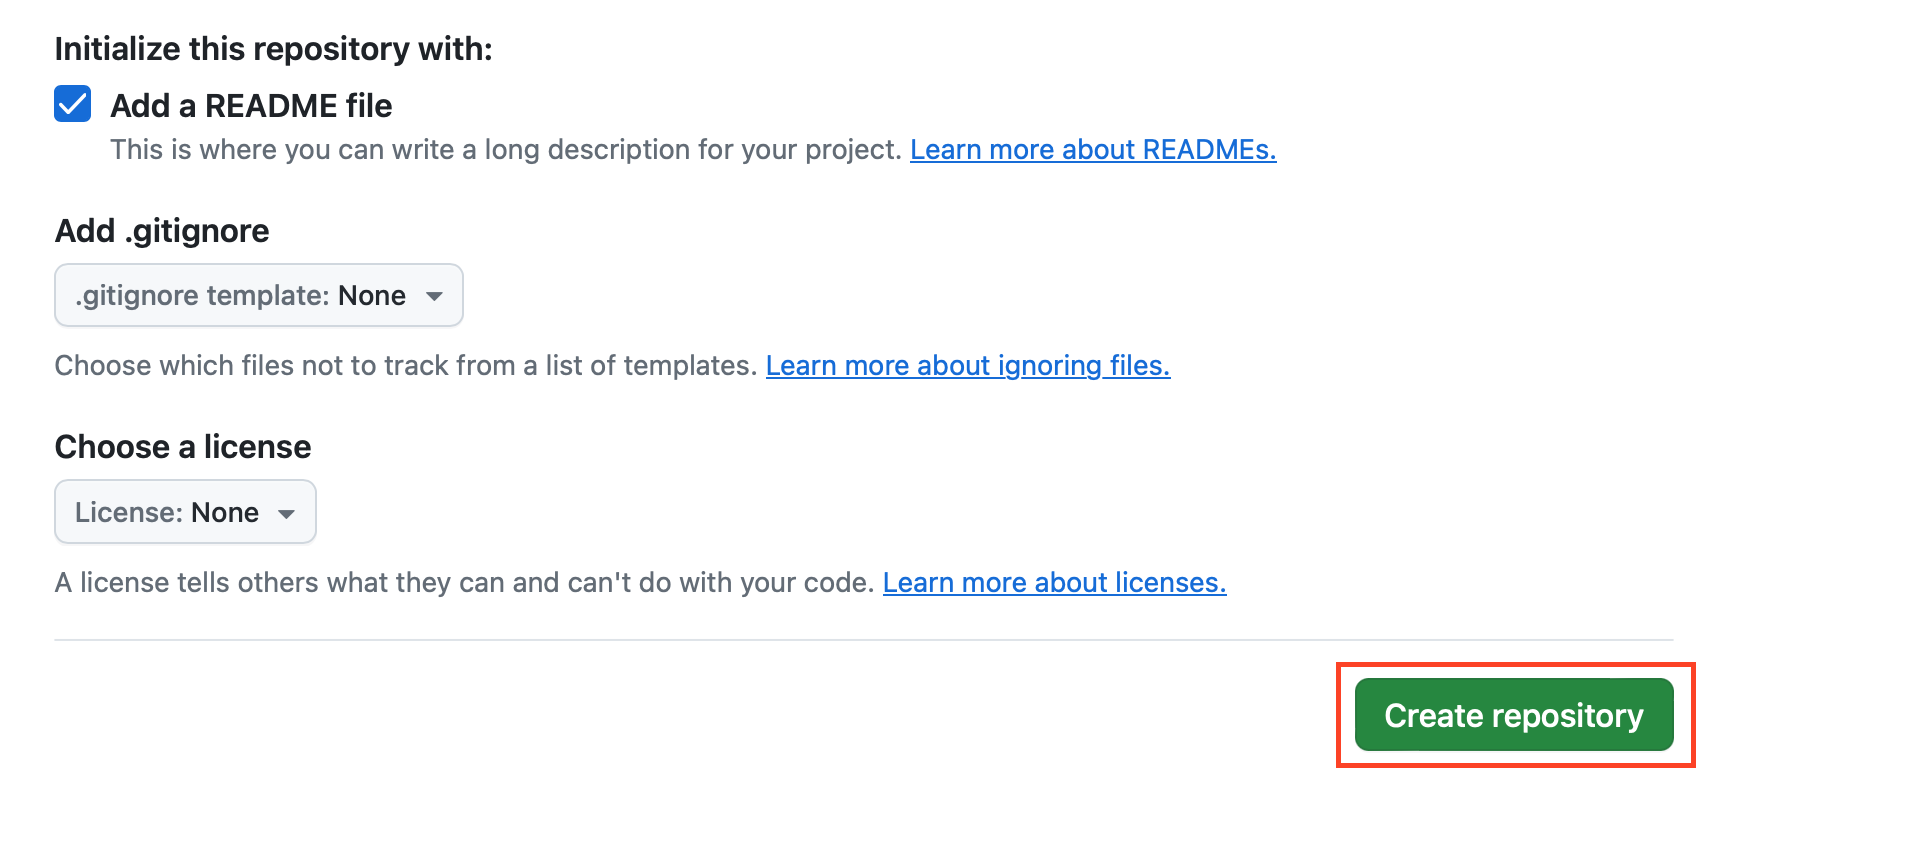 Initialize this repository with:
Add a README file
This is where you can write a long description for your project. Learn more about READMEs.
Add .gitignore
.gitignore template: None
Choose which files not to track from a list of templates. Learn more about ignoring files.
Choose a license
License: None
A license tells others what they can and can't do with your code. Learn more about licenses.
Create repository